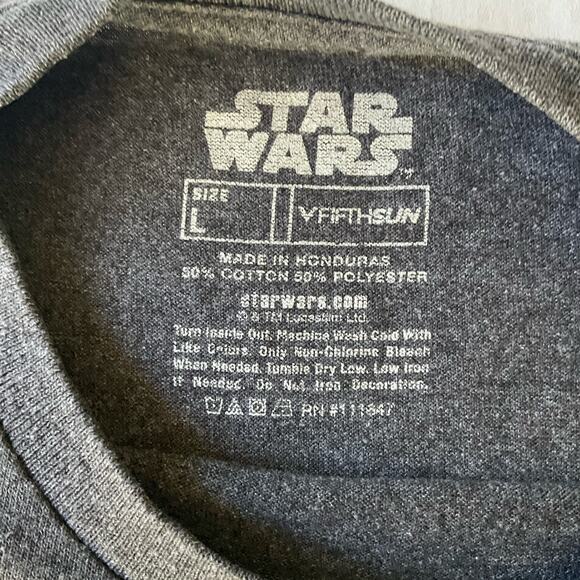 STAR
WARS™
SIZE
L
FIFTHSUN
MADE IN HONDURAS
50% COTTON 50% POLYESTER
starwars.com
© & TM Lucasfilm Ltd.
Turn Inside Out. Machine Wash Cold With
Like Colors. Only Non-Chlorine Bleach
When Needed. Tumble Dry Low. Low Iron
If Needed. Do Not Iron Decoration.
RN #111847